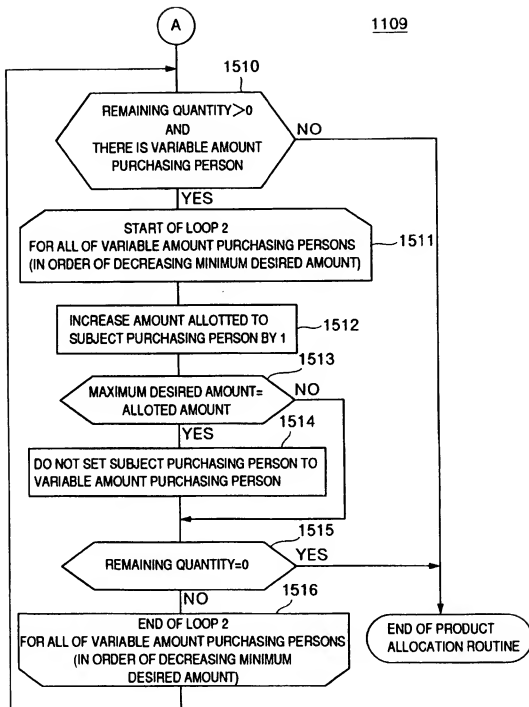 A
1109
1510
REMAINING QUANTITY>0
AND
THERE IS VARIABLE AMOUNT
PURCHASING PERSON
NO
YES
START OF LOOP 2
FOR ALL OF VARIABLE AMOUNT PURCHASING PERSONS
(IN ORDER OF DECREASING MINIMUM DESIRED AMOUNT)
1511
INCREASE AMOUNT ALLOTTED TO
SUBJECT PURCHASING PERSON BY 1
1512
1513
MAXIMUM DESIRED AMOUNT=
ALLOTED AMOUNT
NO
YES
1514
DO NOT SET SUBJECT PURCHASING PERSON TO
VARIABLE AMOUNT PURCHASING PERSON
1515
REMAINING QUANTITY=0
YES
NO
1516
END OF LOOP 2
FOR ALL OF VARIABLE AMOUNT PURCHASING PERSONS
(IN ORDER OF DECREASING MINIMUM
DESIRED AMOUNT)
END OF PRODUCT
ALLOCATION ROUTINE